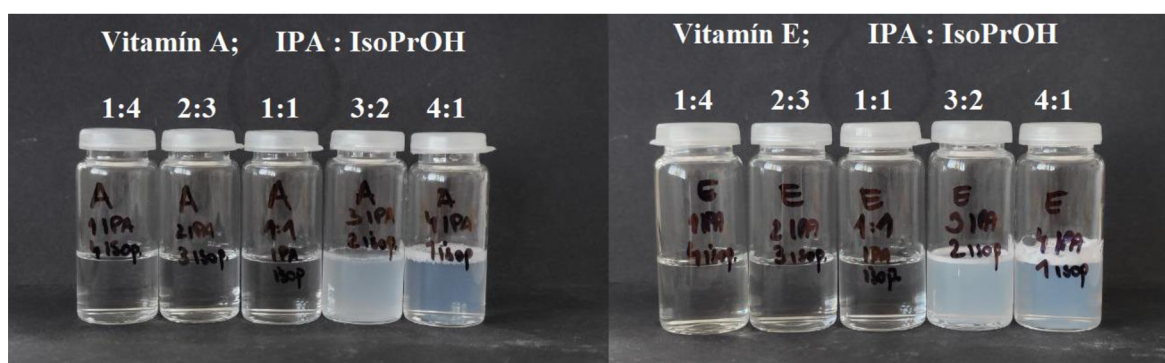 Vitamín A; IPA : IsoPrOH
1:4 2:3 1:1 3:2 4:1
A
1 IPA
4 isop.
A
2 IPA
3 isop.
A
1:1
IPA
isop
A
3 IPA
2 isop.
A
4 IPA
1 isop
Vitamín E; IPA : IsoPrOH
1:4 2:3 1:1 3:2 4:1
E
1 IPA
4 isop.
E
2 IPA
3 isop.
E
1:1
IPA
isop.
E
3 IPA
2 isop.
E
4 IPA
1 isop